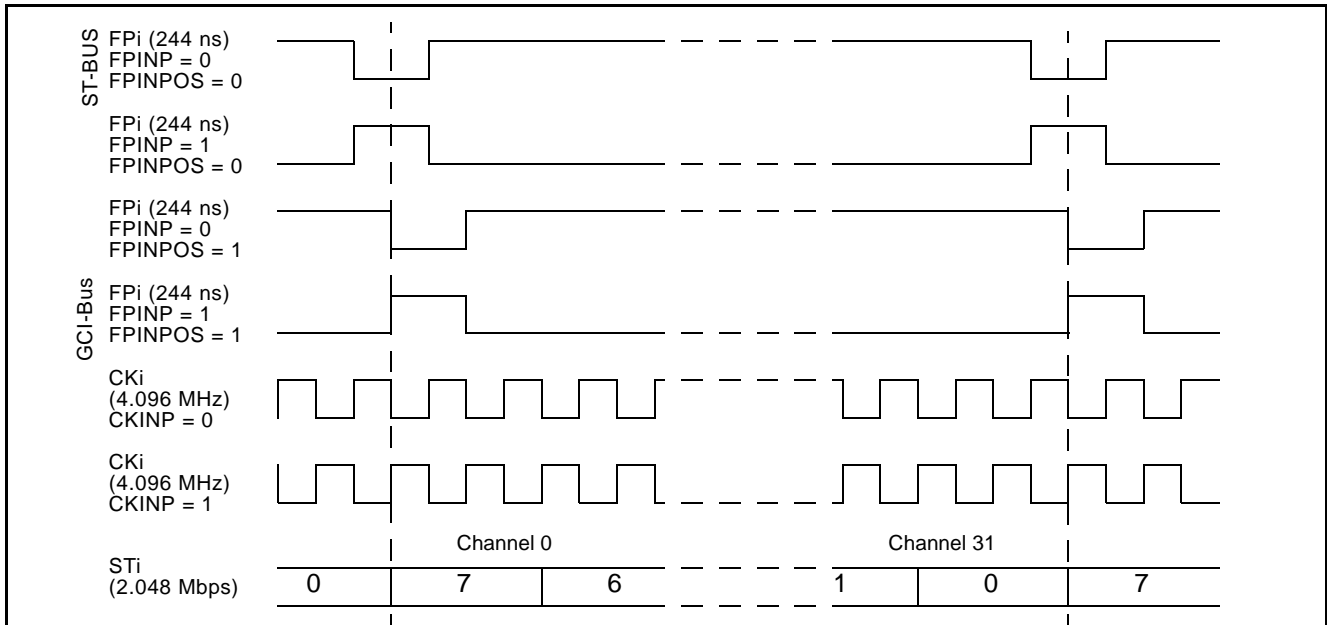 ST-BUS
FPi (244 ns)
FPINP = 0
FPINPOS = 0
FPi (244 ns)
FPINP = 1
FPINPOS = 0
FPi (244 ns)
FPINP = 0
FPINPOS = 1
GCI-Bus
FPi (244 ns)
FPINP = 1
FPINPOS = 1
CKi
(4.096 MHz)
CKINP = 0
CKi
(4.096 MHz)
CKINP = 1
Channel 0 Channel 31
STi
(2.048 Mbps)
0 7 6 1 0 7